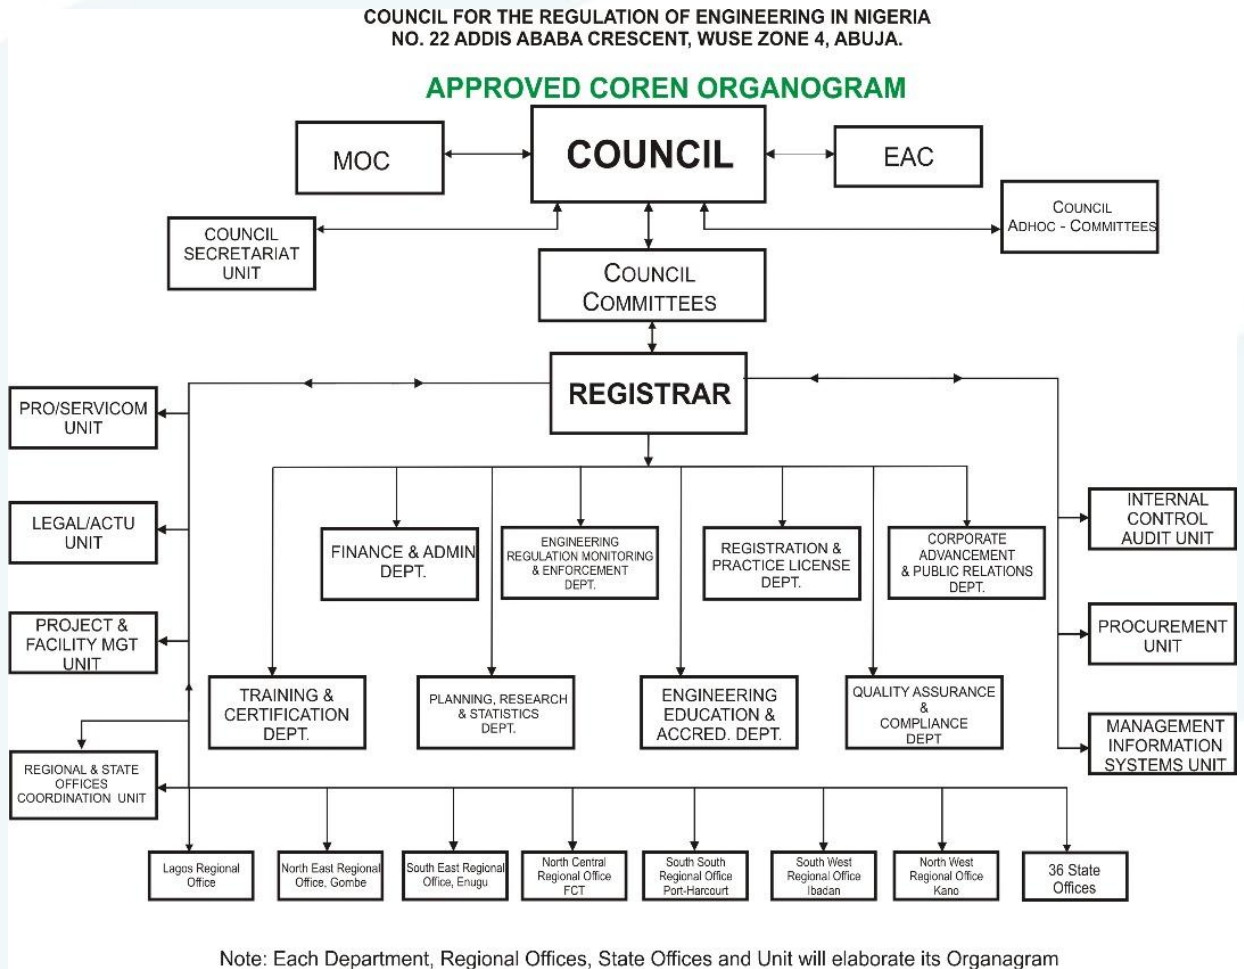 COUNCIL FOR THE REGULATION OF ENGINEERING IN NIGERIA
NO. 22 ADDIS ABABA CRESCENT, WUSE ZONE 4, ABUJA.
APPROVED COREN ORGANOGRAM
MOC
COUNCIL
EAC
COUNCIL
SECRETARIAT
UNIT
COUNCIL
ADHOC - COMMITTEES
COUNCIL
COMMITTEES
REGISTRAR
PRO/SERVICOM
UNIT
LEGAL/ACTU
UNIT
PROJECT &
FACILITY MGT
UNIT
REGIONAL & STATE
OFFICES
COORDINATION UNIT
FINANCE & ADMIN
DEPT.
ENGINEERING
REGULATION MONITORING
& ENFORCEMENT
DEPT.
REGISTRATION &
PRACTICE LICENSE
DEPT.
CORPORATE
ADVANCEMENT
& PUBLIC RELATIONS
DEPT.
INTERNAL
CONTROL
AUDIT UNIT
PROCUREMENT
UNIT
MANAGEMENT
INFORMATION
SYSTEMS UNIT
TRAINING &
CERTIFICATION
DEPT.
PLANNING, RESEARCH
& STATISTICS
DEPT.
ENGINEERING
EDUCATION &
ACCRED. DEPT.
QUALITY ASSURANCE
&
COMPLIANCE
DEPT
Lagos Regional
Office
North East Regional
Office, Gombe
South East Regional
Office, Enugu
North Central
Regional Office
FCT
South South
Regional Office
Port-Harcourt
South West
Regional Office
Ibadan
North West
Regional Office
Kano
36 State
Offices
Note: Each Department, Regional Offices, State Offices and Unit will elaborate its Organagram